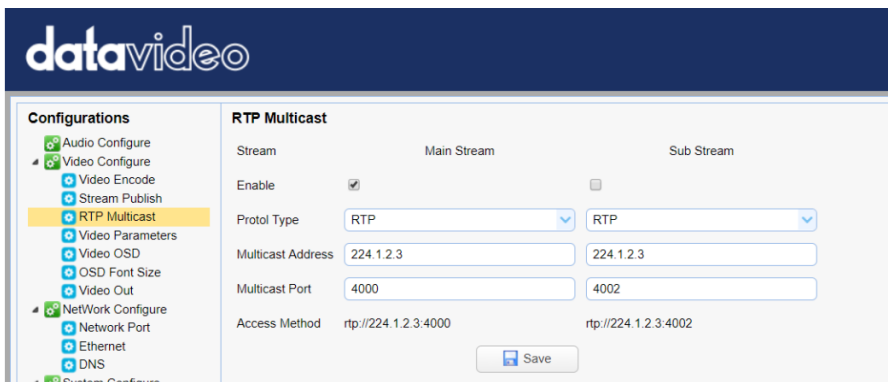 datavideo
Configurations
Audio Configure
Video Configure
Video Encode
Stream Publish
RTP Multicast
Video Parameters
Video OSD
OSD Font Size
Video Out
NetWork Configure
Network Port
Ethernet
DNS
System Configure
RTP Multicast
Stream Main Stream Sub Stream
Enable
Protol Type RTP RTP
Multicast Address 224.1.2.3 224.1.2.3
Multicast Port 4000 4002
Access Method rtp://224.1.2.3:4000 rtp://224.1.2.3:4002
Save